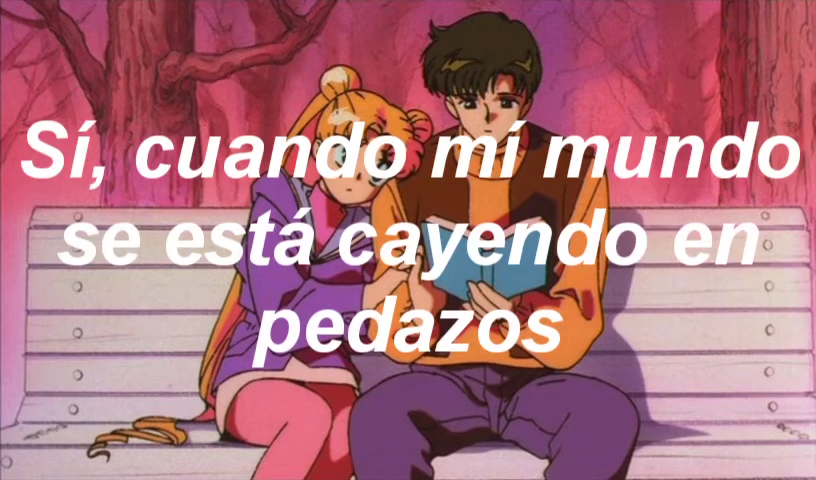 Sí, cuando mí mundo
se está cayendo en
pedazos